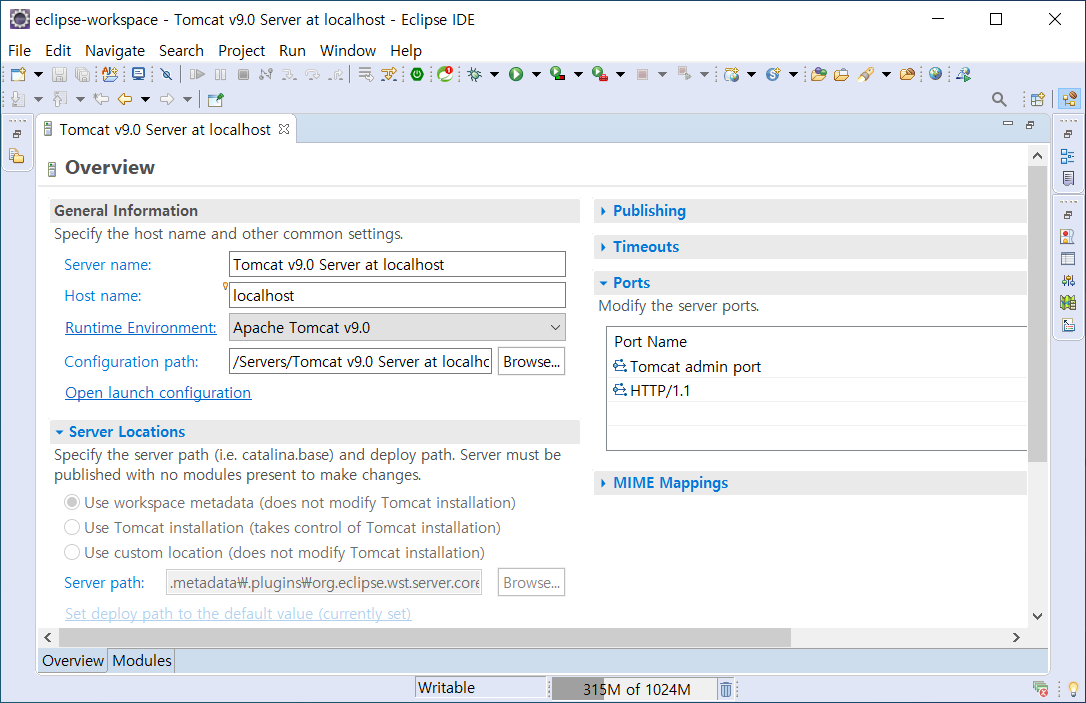 eclipse-workspace - Tomcat v9.0 Server at localhost - Eclipse IDE
File Edit Navigate Search Project Run Window Help
Tomcat v9.0 Server at localhost
Overview
General Information
Specify the host name and other common settings.
Server name: Tomcat v9.0 Server at localhost
Host name: localhost
Runtime Environment: Apache Tomcat v9.0
Configuration path: /Servers/Tomcat v9.0 Server at localhc Browse...
Open launch configuration
Server Locations
Specify the server path (i.e. catalina.base) and deploy path. Server must be
published with no modules present to make changes.
Use workspace metadata (does not modify Tomcat installation)
Use Tomcat installation (takes control of Tomcat installation)
Use custom location (does not modify Tomcat installation)
Server path: .metadata₩.plugins₩org.eclipse.wst.server.core Browse...
Set deploy path to the default value (currently set)
Publishing
Timeouts
Ports
Modify the server ports.
Port Name
Tomcat admin port
HTTP/1.1
MIME Mappings
Overview Modules
Writable 315M of 1024M